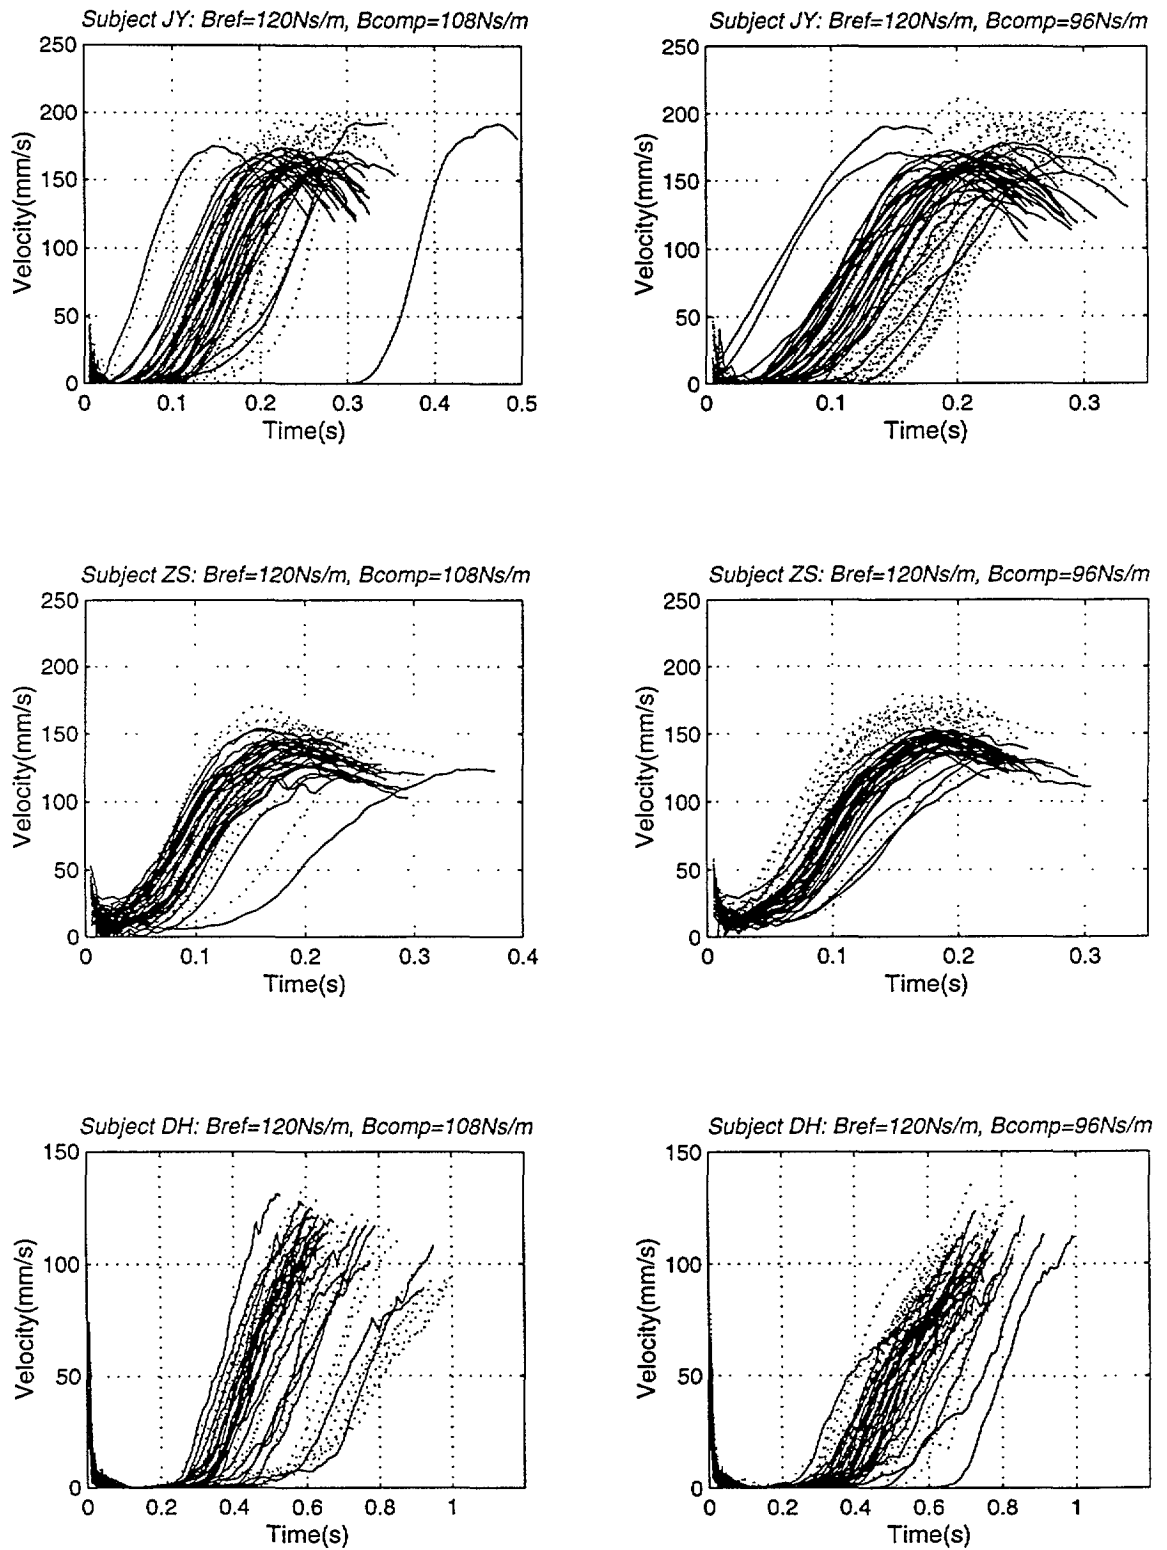 Subject JY: Bref=120Ns/m, Bcomp=108Ns/m
250
200
150
100
50
0
Velocity(mm/s)
0 0.1 0.2 0.3 0.4 0.5
Time(s)
Subject JY: Bref=120Ns/m, Bcomp=96Ns/m
250
200
150
100
50
0
Velocity(mm/s)
0 0.1 0.2 0.3
Time(s)
Subject ZS: Bref=120Ns/m, Bcomp=108Ns/m
250
200
150
100
50
0
Velocity(mm/s)
0 0.1 0.2 0.3 0.4
Time(s)
Subject ZS: Bref=120Ns/m, Bcomp=96Ns/m
250
200
150
100
50
0
Velocity(mm/s)
0 0.1 0.2 0.3
Time(s)
Subject DH: Bref=120Ns/m, Bcomp=108Ns/m
150
100
50
0
Velocity(mm/s)
0 0.2 0.4 0.6 0.8 1
Time(s)
Subject DH: Bref=120Ns/m, Bcomp=96Ns/m
150
100
50
0
Velocity(mm/s)
0 0.2 0.4 0.6 0.8 1
Time(s)